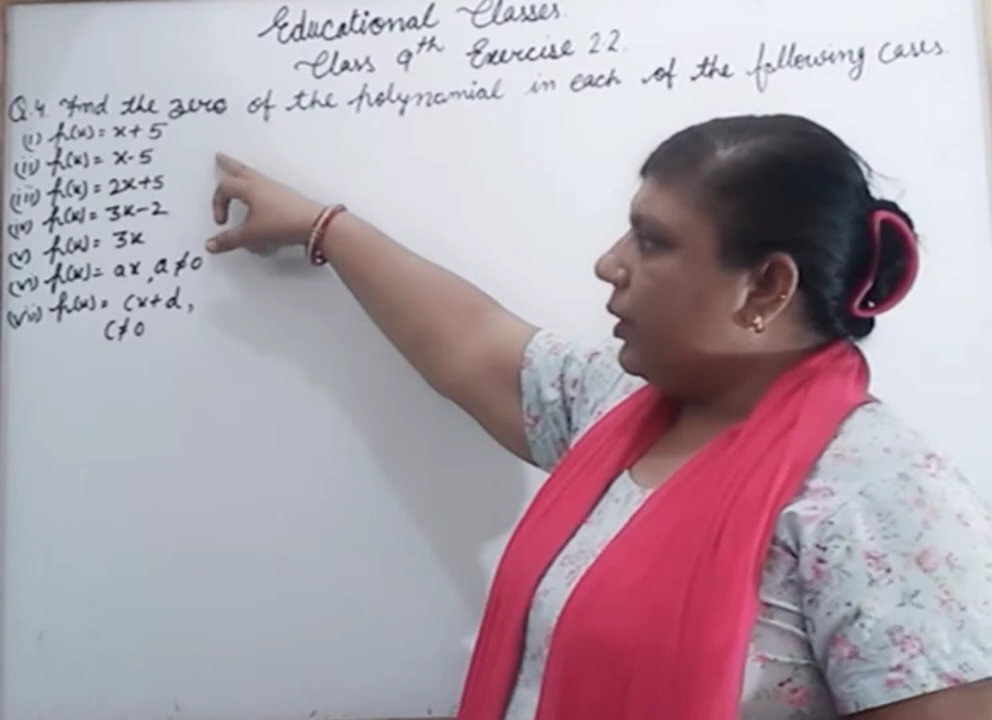 Educational Classes.
Class 9th Exercise 2.2.
Q.4. Find the zero of the polynomial in each of the following cases.
(i) p(x) = x + 5
(ii) p(x) = x - 5
(iii) p(x) = 2x + 5
(iv) p(x) = 3x - 2
(v) p(x) = 3x
(vi) p(x) = ax, a ≠ 0
(vii) p(x) = cx + d,
c ≠ 0